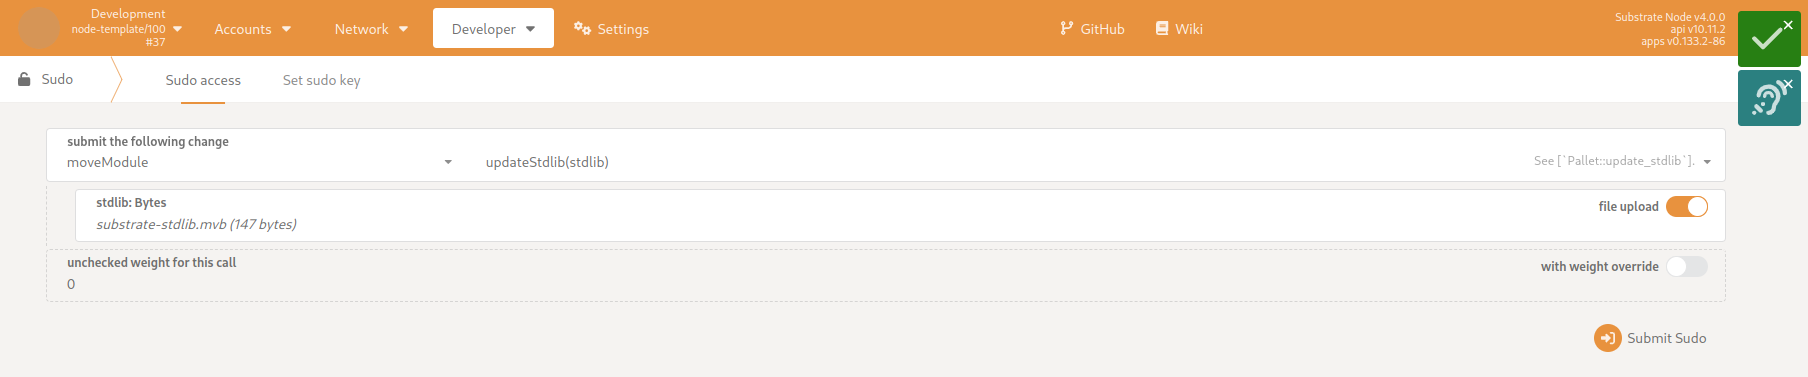 Development
node-template/100
#37
Accounts
Network
Developer
Settings
GitHub
Wiki
Substrate Node v4.0.0
api v10.11.2
apps v0.133.2-86
Sudo
Sudo access
Set sudo key
submit the following change
moveModule
updateStdlib(stdlib)
See [`Pallet::update_stdlib`].
stdlib: Bytes
substrate-stdlib.mvb (147 bytes)
file upload
unchecked weight for this call
0
with weight override
Submit Sudo